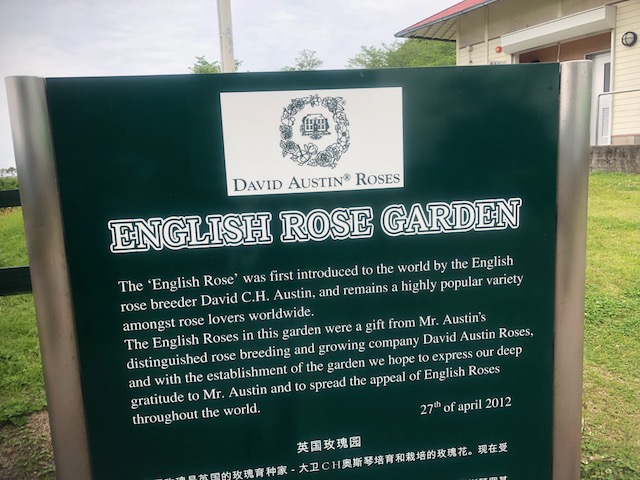 DAVID AUSTIN® ROSES
ENGLISH ROSE GARDEN
The ‘English Rose’ was first introduced to the world by the English
rose breeder David C.H. Austin, and remains a highly popular variety
amongst rose lovers worldwide.
The English Roses in this garden were a gift from Mr. Austin’s
distinguished rose breeding and growing company David Austin Roses,
and with the establishment of the garden we hope to express our deep
gratitude to Mr. Austin and to spread the appeal of English Roses
throughout the world.
27th of april 2012
英国玫瑰园
玫瑰是英国的玫瑰育种家－大卫CH奥斯琴培育和栽培的玫瑰花。现在受